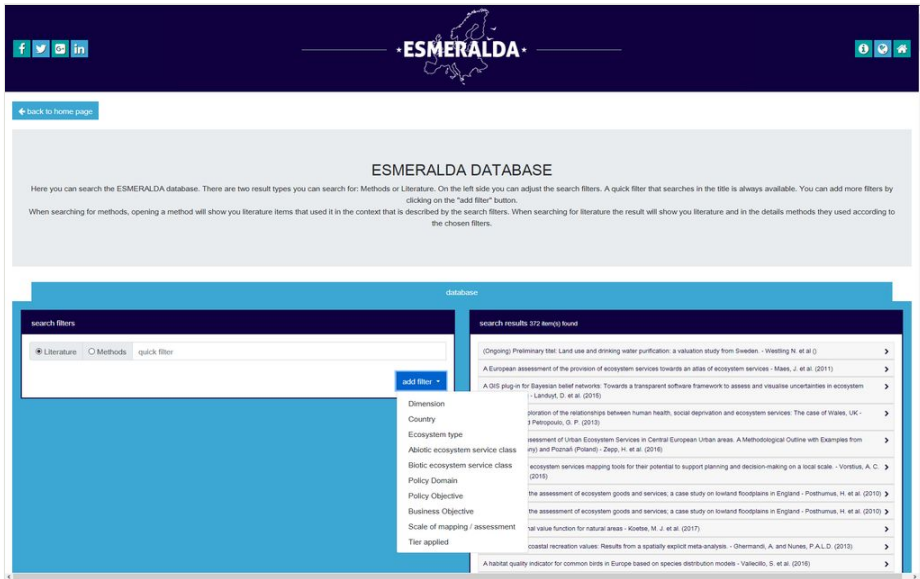 ESMERALDA
back to home page
ESMERALDA DATABASE
Here you can search the ESMERALDA database. There are two result types you can search for: Methods or Literature. On the left side you can adjust the search filters. A quick filter that searches in the title is always available. You can add more filters by
clicking on the "add filter" button.
When searching for methods, opening a method will show you literature items that used it in the context that is described by the search filters. When searching for literature the result will show you literature and in the details methods they used according to
the chosen filters.
database
search filters
Literature Methods quick filter
add filter
Dimension
Country
Ecosystem type
Abiotic ecosystem service class
Biotic ecosystem service class
Policy Domain
Policy Objective
Business Objective
Scale of mapping / assessment
Tier applied
search results 372 item(s) found
(Ongoing) Preliminary titel: Land use and drinking water purification: a valuation study from Sweden. - Westling N. et al ()
A European assessment of the provision of ecosystem services towards an atlas of ecosystem services - Maes, J. et al. (2011)
A GIS plug-in for Bayesian belief networks: Towards a transparent software framework to assess and visualise uncertainties in ecosystem
- Landuyt, D. et al. (2015)
ploration of the relationships between human health, social deprivation and ecosystem services: The case of Wales, UK -
Petropoulo, G. P. (2013)
sessment of Urban Ecosystem Services in Central European Urban areas. A Methodological Outline with Examples from
ny) and Poznań (Poland) - Zepp, H. et al. (2016)
ecosystem services mapping tools for their potential to support planning and decision-making on a local scale. - Vorstius, A. C.
(2015)
the assessment of ecosystem goods and services; a case study on lowland floodplains in England - Posthumus, H. et al. (2010)
the assessment of ecosystem goods and services; a case study on lowland floodplains in England - Posthumus, H. et al. (2010)
nal value function for natural areas - Koetse, M. J. et al. (2017)
coastal recreation values: Results from a spatially explicit meta-analysis. - Ghermandi, A. and Nunes, P.A.L.D. (2013)
A habitat quality indicator for common birds in Europe based on species distribution models - Vallecillo, S. et al. (2016)